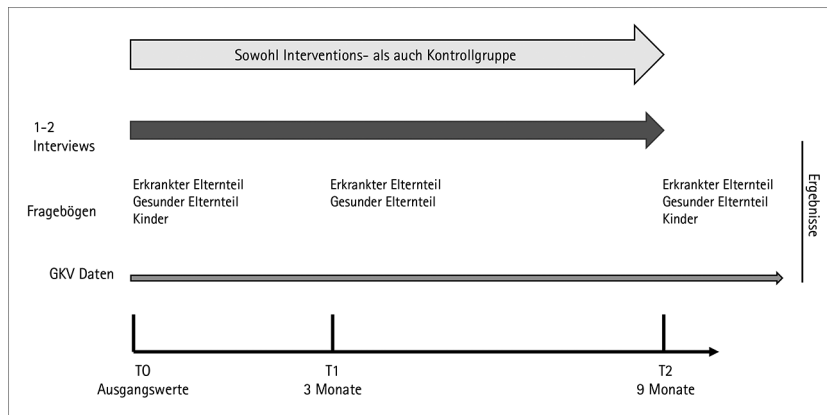 Sowohl Interventions- als auch Kontrollgruppe
1-2
Interviews
Fragebögen
Erkrankter Elternteil
Gesunder Elternteil
Kinder
Erkrankter Elternteil
Gesunder Elternteil
Erkrankter Elternteil
Gesunder Elternteil
Kinder
Ergebnisse
GKV Daten
T0
Ausgangswerte
T1
3 Monate
T2
9 Monate